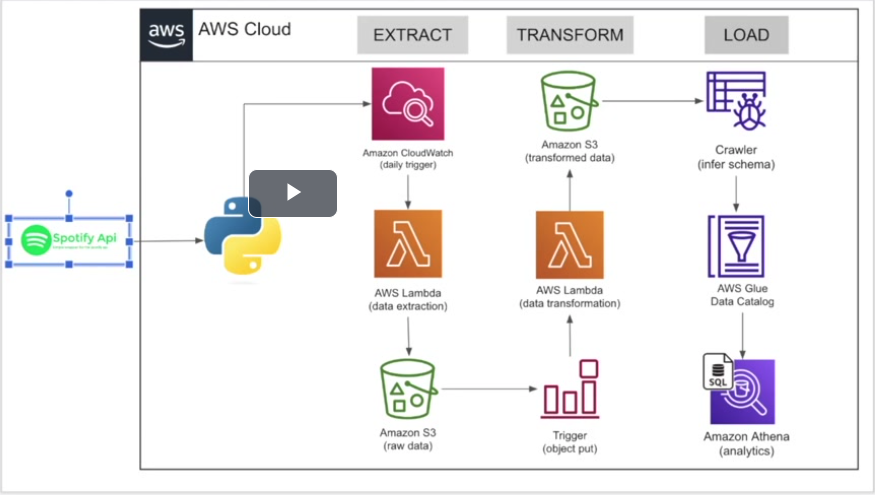 aws
AWS Cloud
EXTRACT
TRANSFORM
LOAD
Amazon CloudWatch
(daily trigger)
Amazon S3
(transformed data)
Crawler
(infer schema)
Spotify Api
AWS Lambda
(data extraction)
AWS Lambda
(data transformation)
AWS Glue
Data Catalog
SQL
Amazon S3
(raw data)
Trigger
(object put)
Amazon Athena
(analytics)